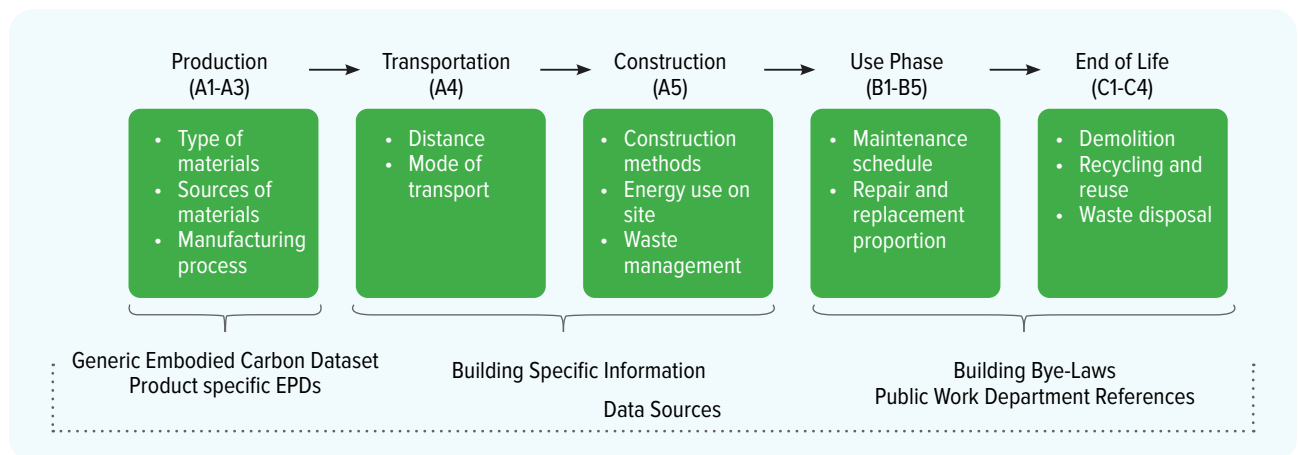 Production
(A1-A3)
Transportation
(A4)
Construction
(A5)
Use Phase
(B1-B5)
End of Life
(C1-C4)
• Type of
materials
• Sources of
materials
• Manufacturing
process
• Distance
• Mode of
transport
• Construction
methods
• Energy use on
site
• Waste
management
• Maintenance
schedule
• Repair and
replacement
proportion
• Demolition
• Recycling and
reuse
• Waste disposal
Generic Embodied Carbon Dataset
Product specific EPDs
Building Specific Information
Building Bye-Laws
Public Work Department References
Data Sources